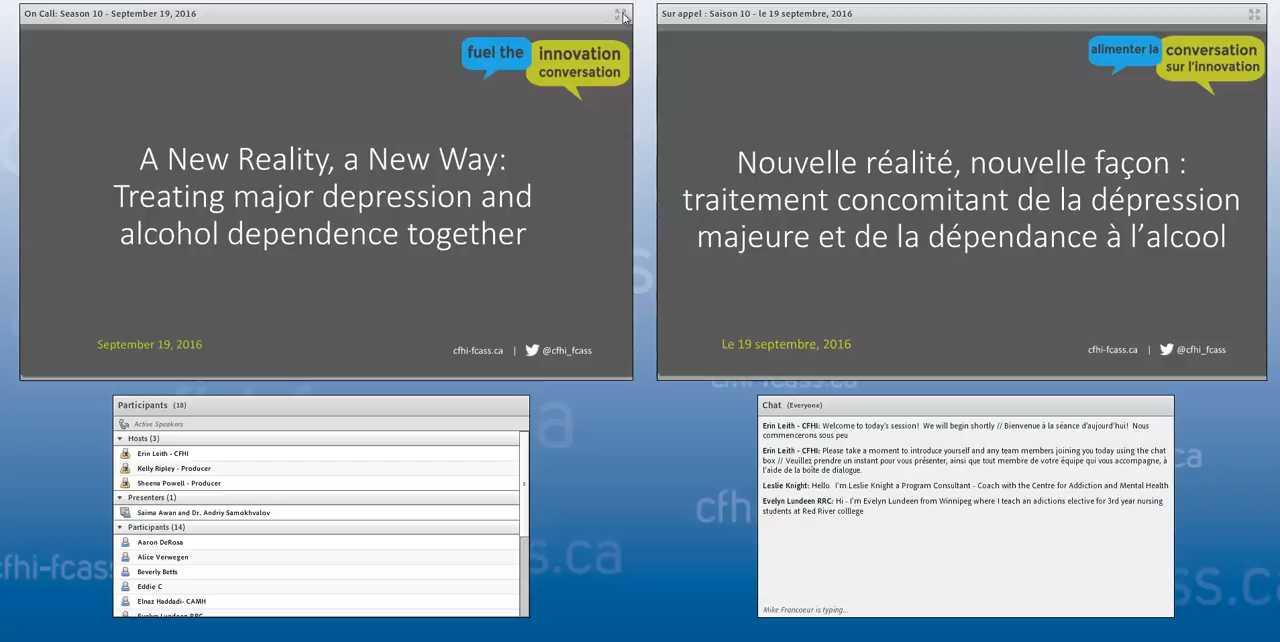 On Call: Season 10 - September 19, 2016
fuel the
innovation
conversation
A New Reality, a New Way:
Treating major depression and
alcohol dependence together
September 19, 2016
cfhi-fcass.ca | @cfhi_fcass
Sur appel : Saison 10 - le 19 septembre, 2016
alimenter la
conversation
sur l'innovation
Nouvelle réalité, nouvelle façon :
traitement concomitant de la dépression
majeure et de la dépendance à l'alcool
Le 19 septembre, 2016
cfhi-fcass.ca | @cfhi_fcass
Participants (18)
Active Speakers
Hosts (3)
Erin Leith - CFHI
Kelly Ripley - Producer
Sheena Powell - Producer
Presenters (1)
Saima Awan and Dr. Andriy Samokhvalov
Participants (14)
Aaron DeRosa
Alice Verwegen
Beverly Betts
Eddie C
Elnaz Haddadi- CAMH
Evelyn Lundeen RRC
Chat (Everyone)
Erin Leith - CFHI: Welcome to today's session! We will begin shortly // Bienvenue à la séance d'aujourd'hui! Nous
commencerons sous peu
Erin Leith - CFHI: Please take a moment to introduce yourself and any team members joining you today using the chat
box // Veuillez prendre un instant pour vous présenter, ainsi que tout membre de votre équipe qui vous accompagne, à
l'aide de la boîte de dialogue.
Leslie Knight: Hello. I'm Leslie Knight a Program Consultant - Coach with the Centre for Addiction and Mental Health
Evelyn Lundeen RRC: Hi - I'm Evelyn Lundeen from Winnipeg where I teach an adictions elective for 3rd year nursing
students at Red River colllege
Mike Francoeur is typing...